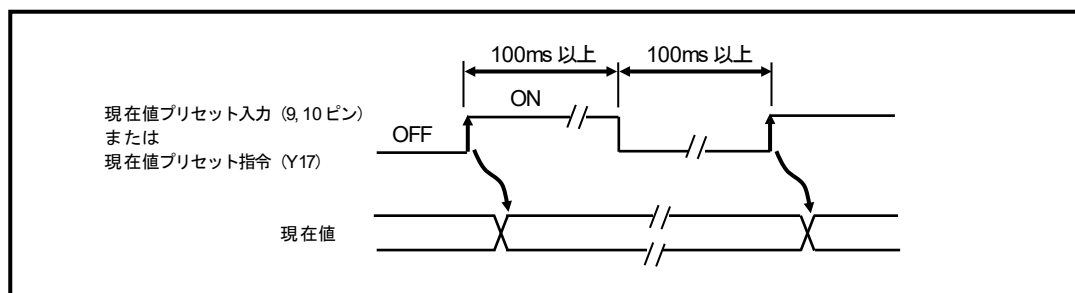 100ms 以上 100ms 以上
現在値プリセット入力 (9, 10 ピン)
または
現在値プリセット指令 (Y17)
OFF
ON
現在値